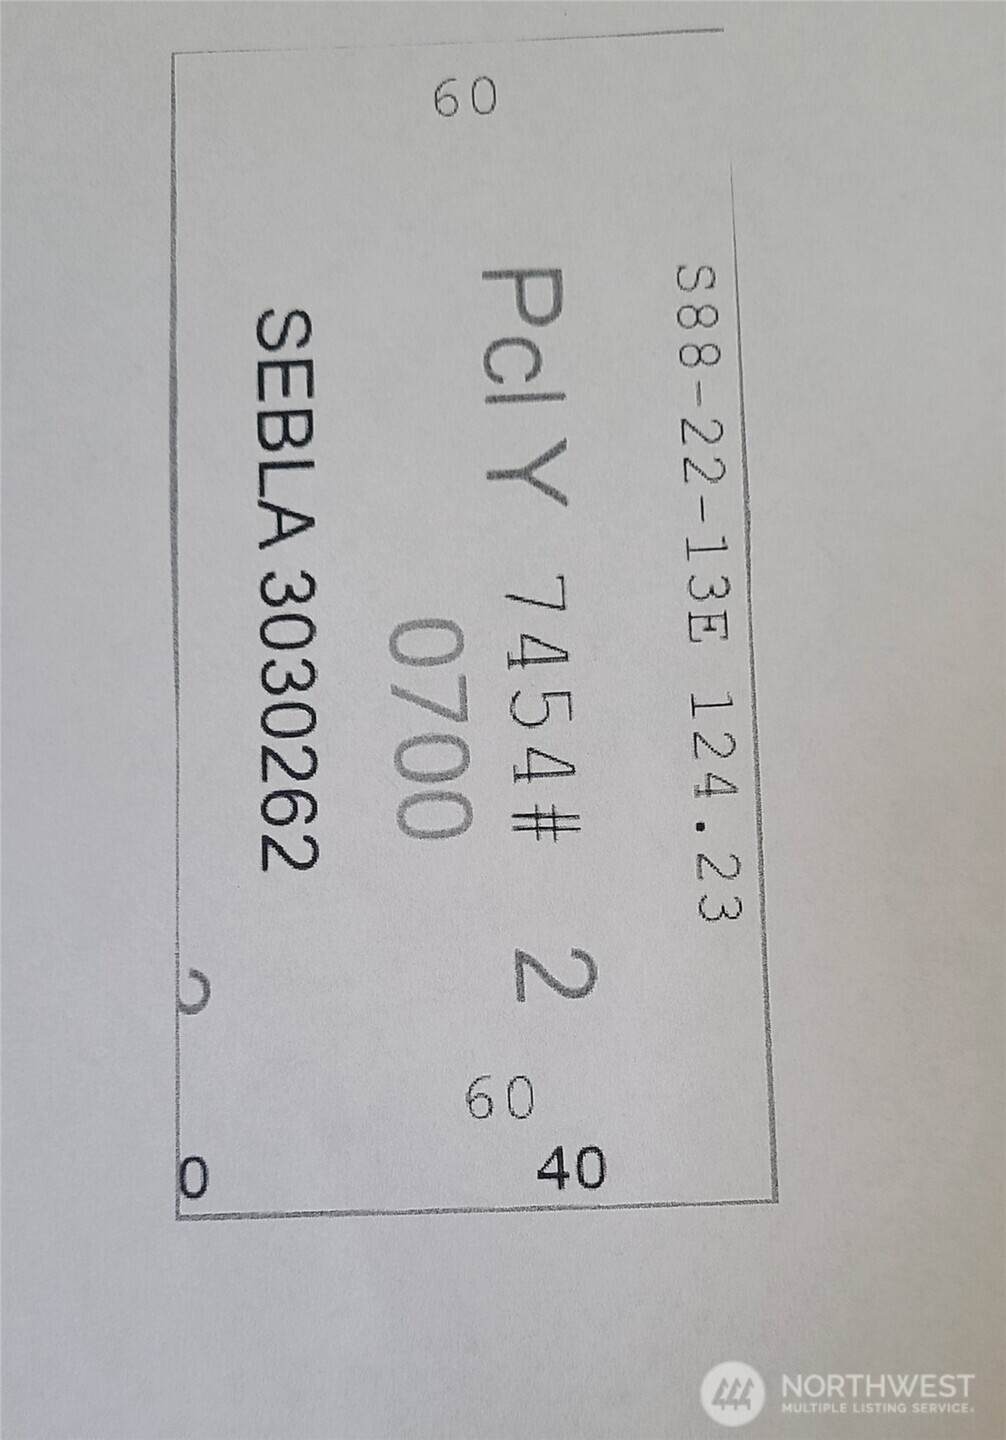 60
S88-22-13E 124.23
Pcl Y 7454# 2
0700
SEBLA 3030262
60
0
40
NORTHWEST
MULTIPLE LISTING SERVICE.